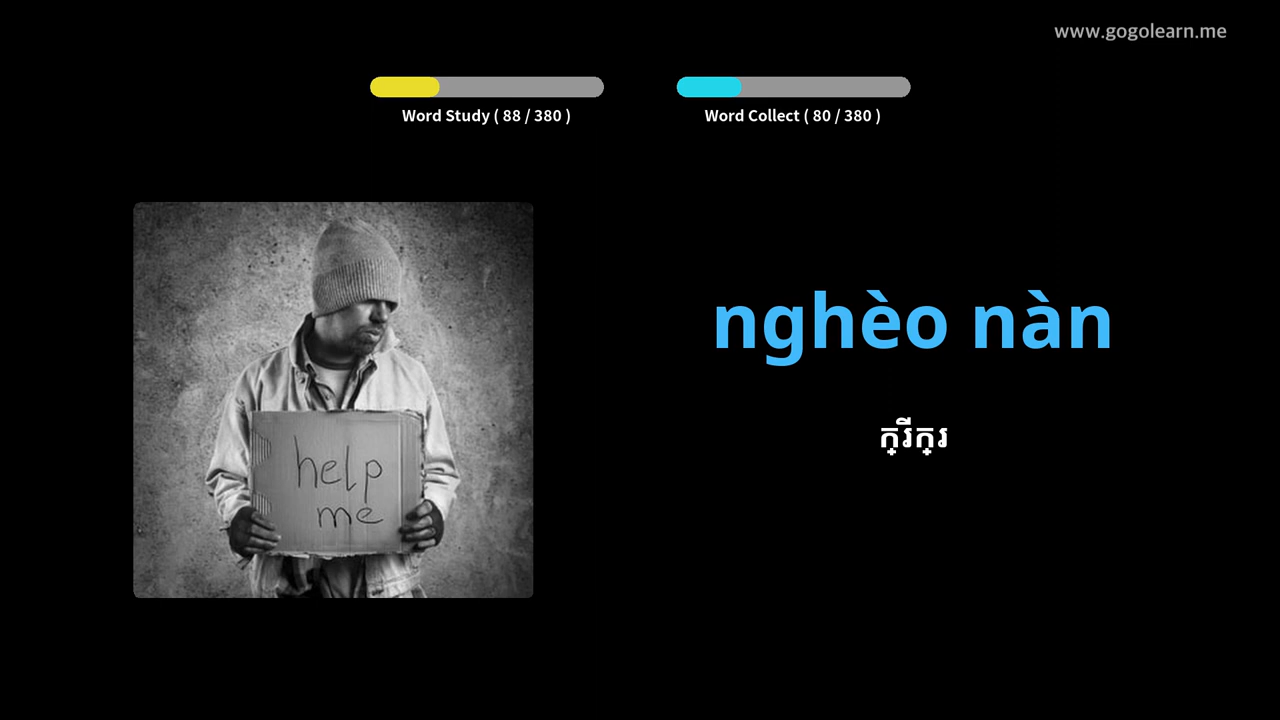 www.gogolearn.me
Word Study ( 88 / 380 )
Word Collect ( 80 / 380 )
help
me
nghèo nàn
ក្រីក្រ